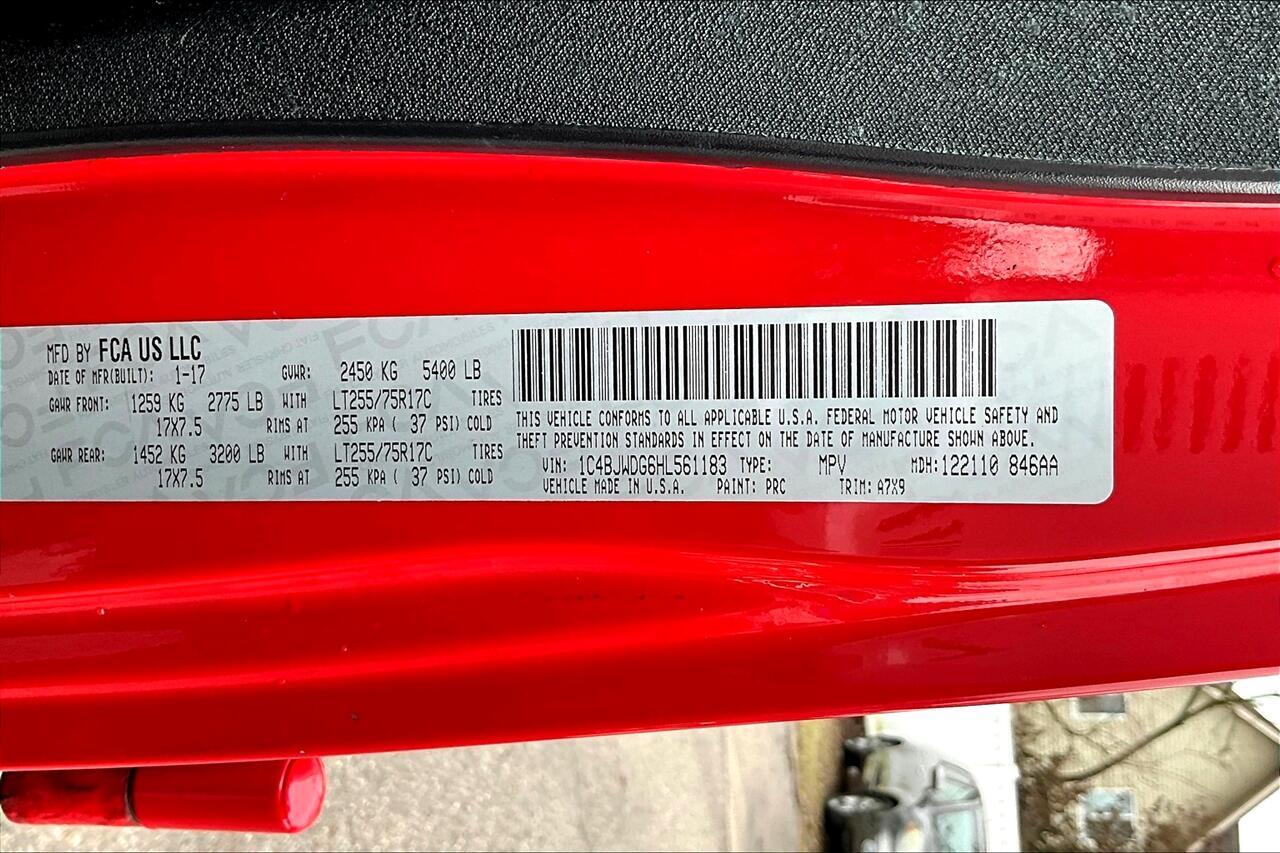 MFD BY FCA US LLC
DATE OF MFR(BUILT): 1-17 GVWR: 2450 KG 5400 LB
GAWR FRONT: 1259 KG 2775 LB WITH LT255/75R17C TIRES
17X7.5 RIMS AT 255 KPA ( 37 PSI) COLD
GAWR REAR: 1452 KG 3200 LB WITH LT255/75R17C TIRES
17X7.5 RIMS AT 255 KPA ( 37 PSI) COLD
THIS VEHICLE CONFORMS TO ALL APPLICABLE U.S.A. FEDERAL MOTOR VEHICLE SAFETY AND
THEFT PREVENTION STANDARDS IN EFFECT ON THE DATE OF MANUFACTURE SHOWN ABOVE.
VIN: 1C4BJWDG6HL561183 TYPE: MPV MDH: 122110 846AA
VEHICLE MADE IN U.S.A. PAINT: PRC TRIM: A7X9